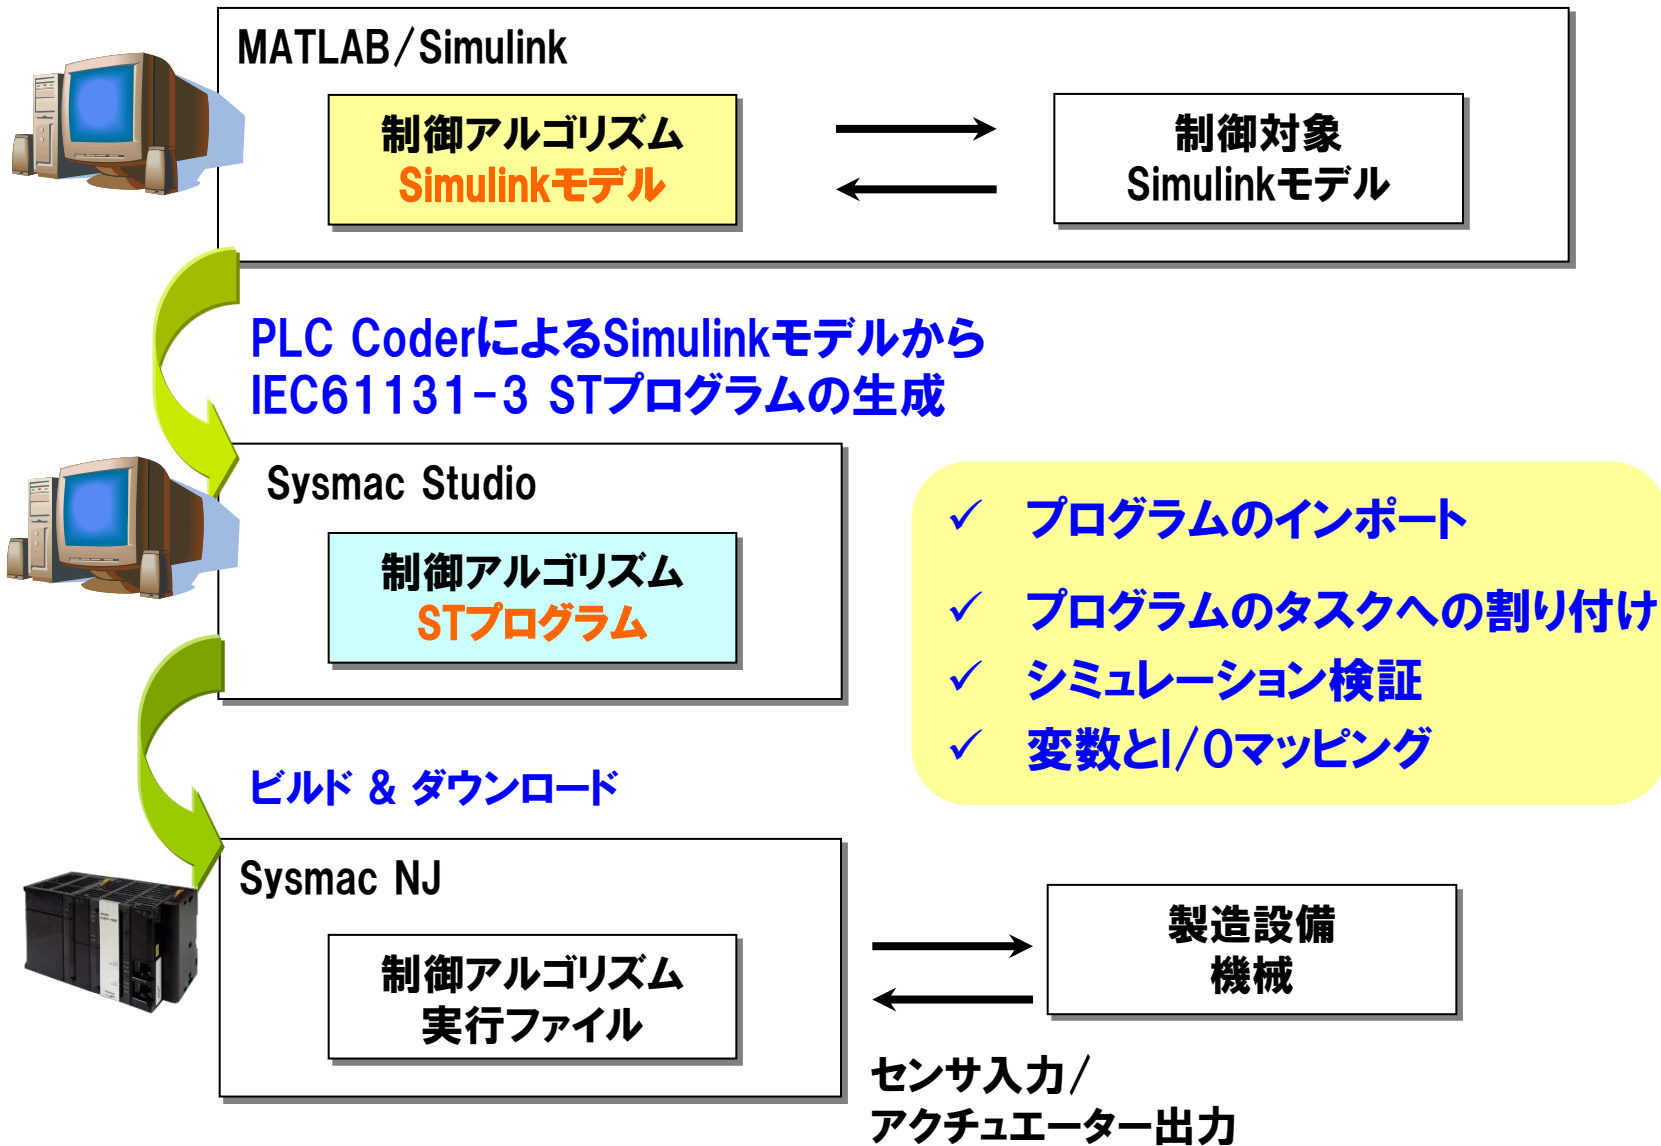 MATLAB/Simulink
制御アルゴリズム
Simulinkモデル
制御対象
Simulinkモデル
PLC CoderによるSimulinkモデルから
IEC61131-3 STプログラムの生成
Sysmac Studio
制御アルゴリズム
STプログラム
✓ プログラムのインポート
✓ プログラムのタスクへの割り付け
✓ シミュレーション検証
✓ 変数とI/Oマッピング
ビルド & ダウンロード
Sysmac NJ
制御アルゴリズム
実行ファイル
製造設備
機械
センサ入力/
アクチュエーター出力